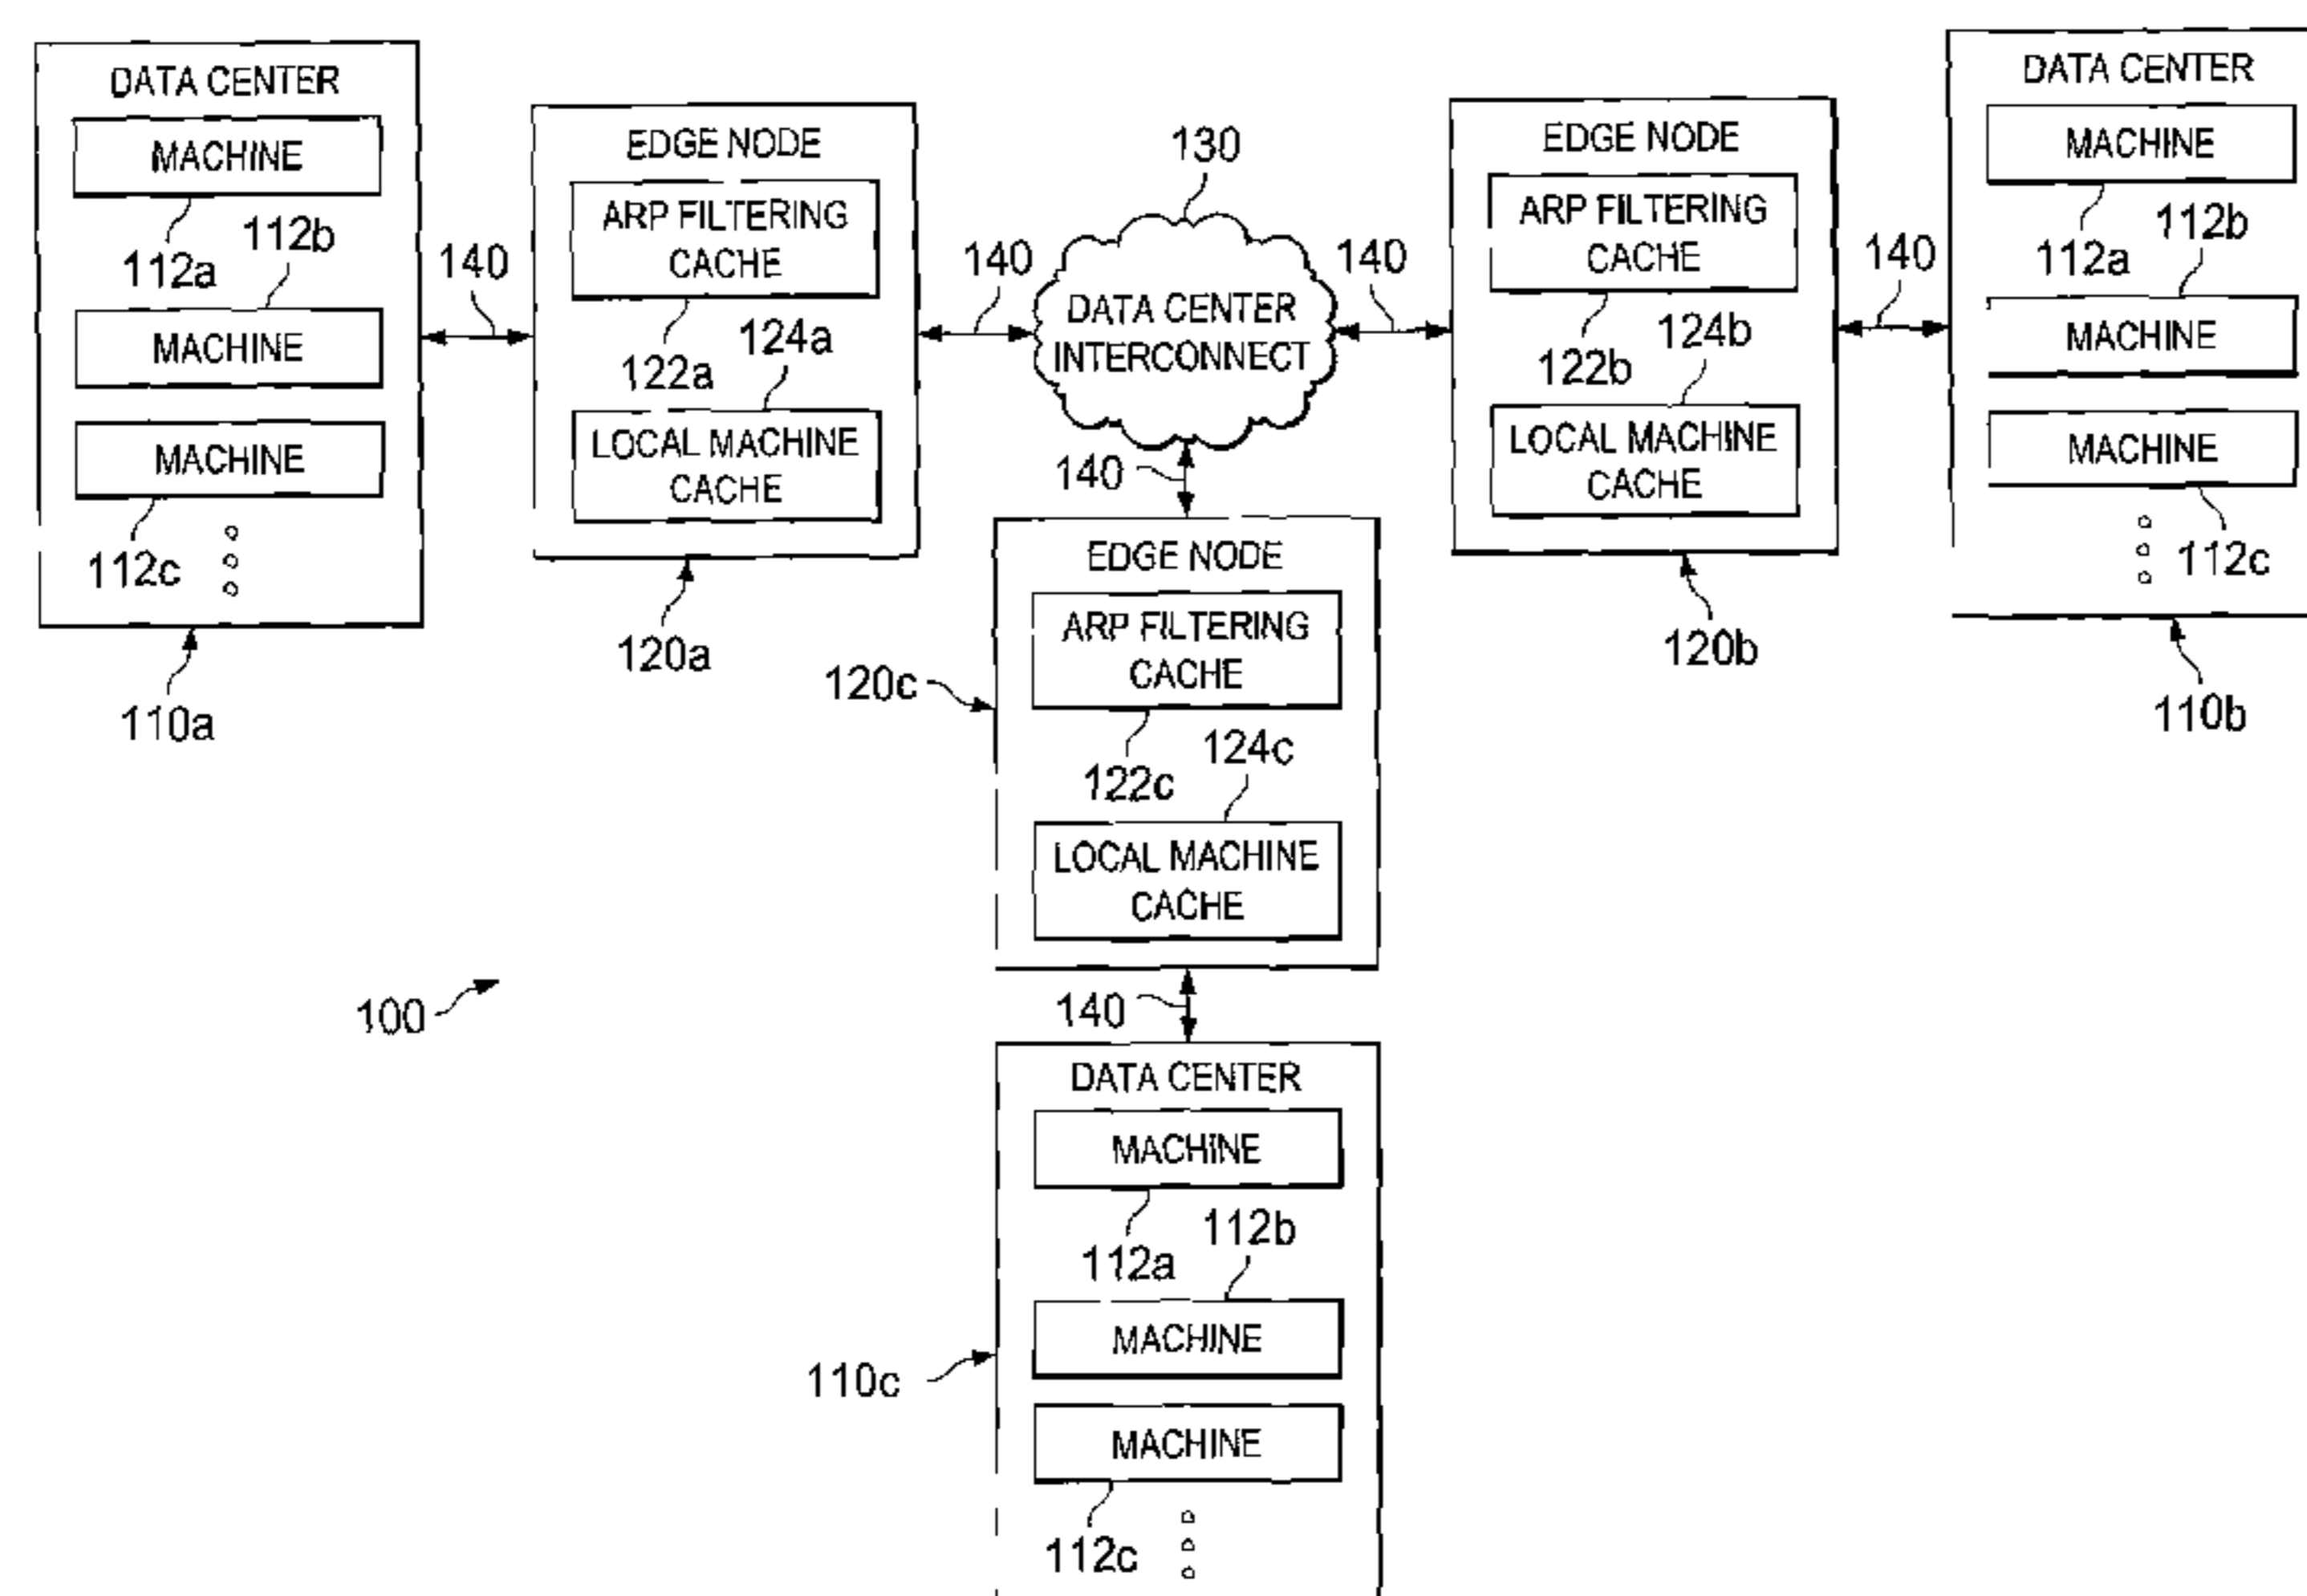 DATA CENTER
MACHINE
112a
112b
MACHINE
MACHINE
112c
110a
140
EDGE NODE
ARP FILTERING
CACHE
122a
124a
LOCAL MACHINE
CACHE
120a
140
130
DATA CENTER
INTERCONNECT
140
140
EDGE NODE
ARP FILTERING
CACHE
122b
124b
LOCAL MACHINE
CACHE
120b
140
DATA CENTER
MACHINE
112a
112b
MACHINE
MACHINE
112c
110b
EDGE NODE
ARP FILTERING
CACHE
120c
122c
124c
LOCAL MACHINE
CACHE
100
140
DATA CENTER
MACHINE
112a
112b
MACHINE
110c
MACHINE
112c